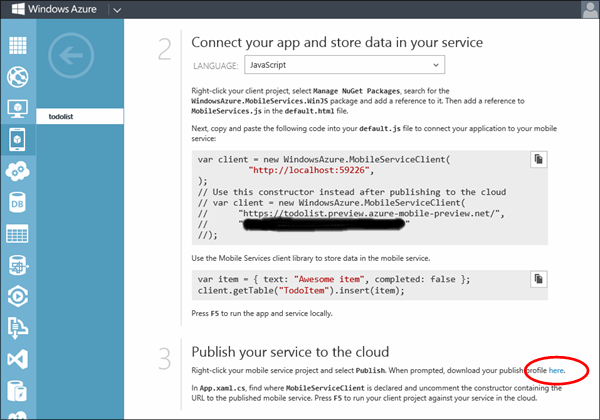 Windows Azure
todolist
2 Connect your app and store data in your service
LANGUAGE: JavaScript
Right-click your client project, select Manage NuGet Packages, search for the
WindowsAzure.MobileServices.WinJS package and add a reference to it. Then add a reference to
MobileServices.js in the default.html file.
Next, copy and paste the following code into your default.js file to connect your application to your mobile
service:
var client = new WindowsAzure.MobileServiceClient(
"http://localhost:59226",
);
// Use this constructor instead after publishing to the cloud
// var client = new WindowsAzure.MobileServiceClient(
// "https://todolist.preview.azure-mobile-preview.net/",
// " "
//);
Use the Mobile Services client library to store data in the mobile service.
var item = { text: "Awesome item", completed: false };
client.getTable("TodoItem").insert(item);
Press F5 to run the app and service locally.
3 Publish your service to the cloud
Right-click your mobile service project and select Publish. When prompted, download your publish profile here.
In App.xaml.cs, find where MobileServiceClient is declared and uncomment the constructor containing the
URL to the published mobile service. Press F5 to run your client project against your service in the cloud.
DB